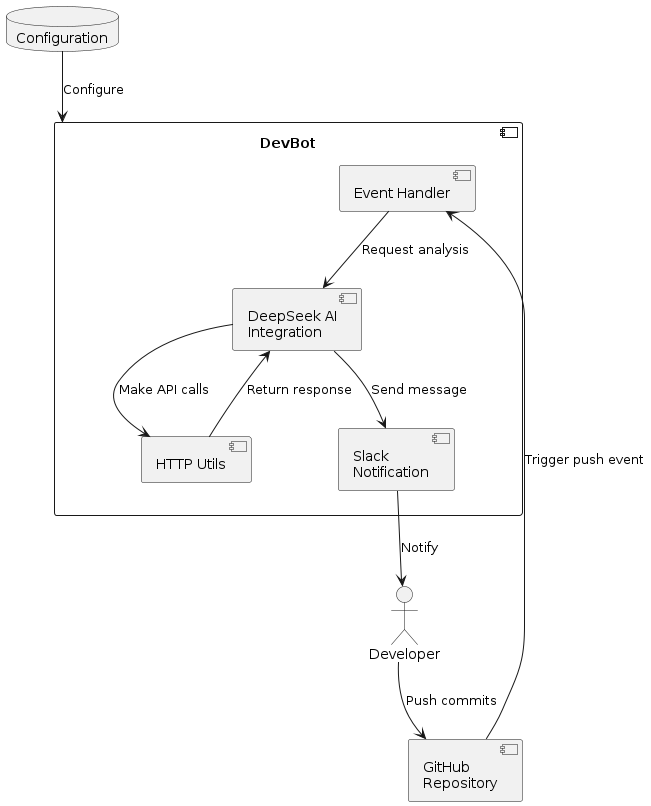 Configuration
Configure
DevBot
Event Handler
Request analysis
DeepSeek AI
Integration
Make API calls
Return response
Send message
HTTP Utils
Slack
Notification
Trigger push event
Notify
Developer
Push commits
GitHub
Repository